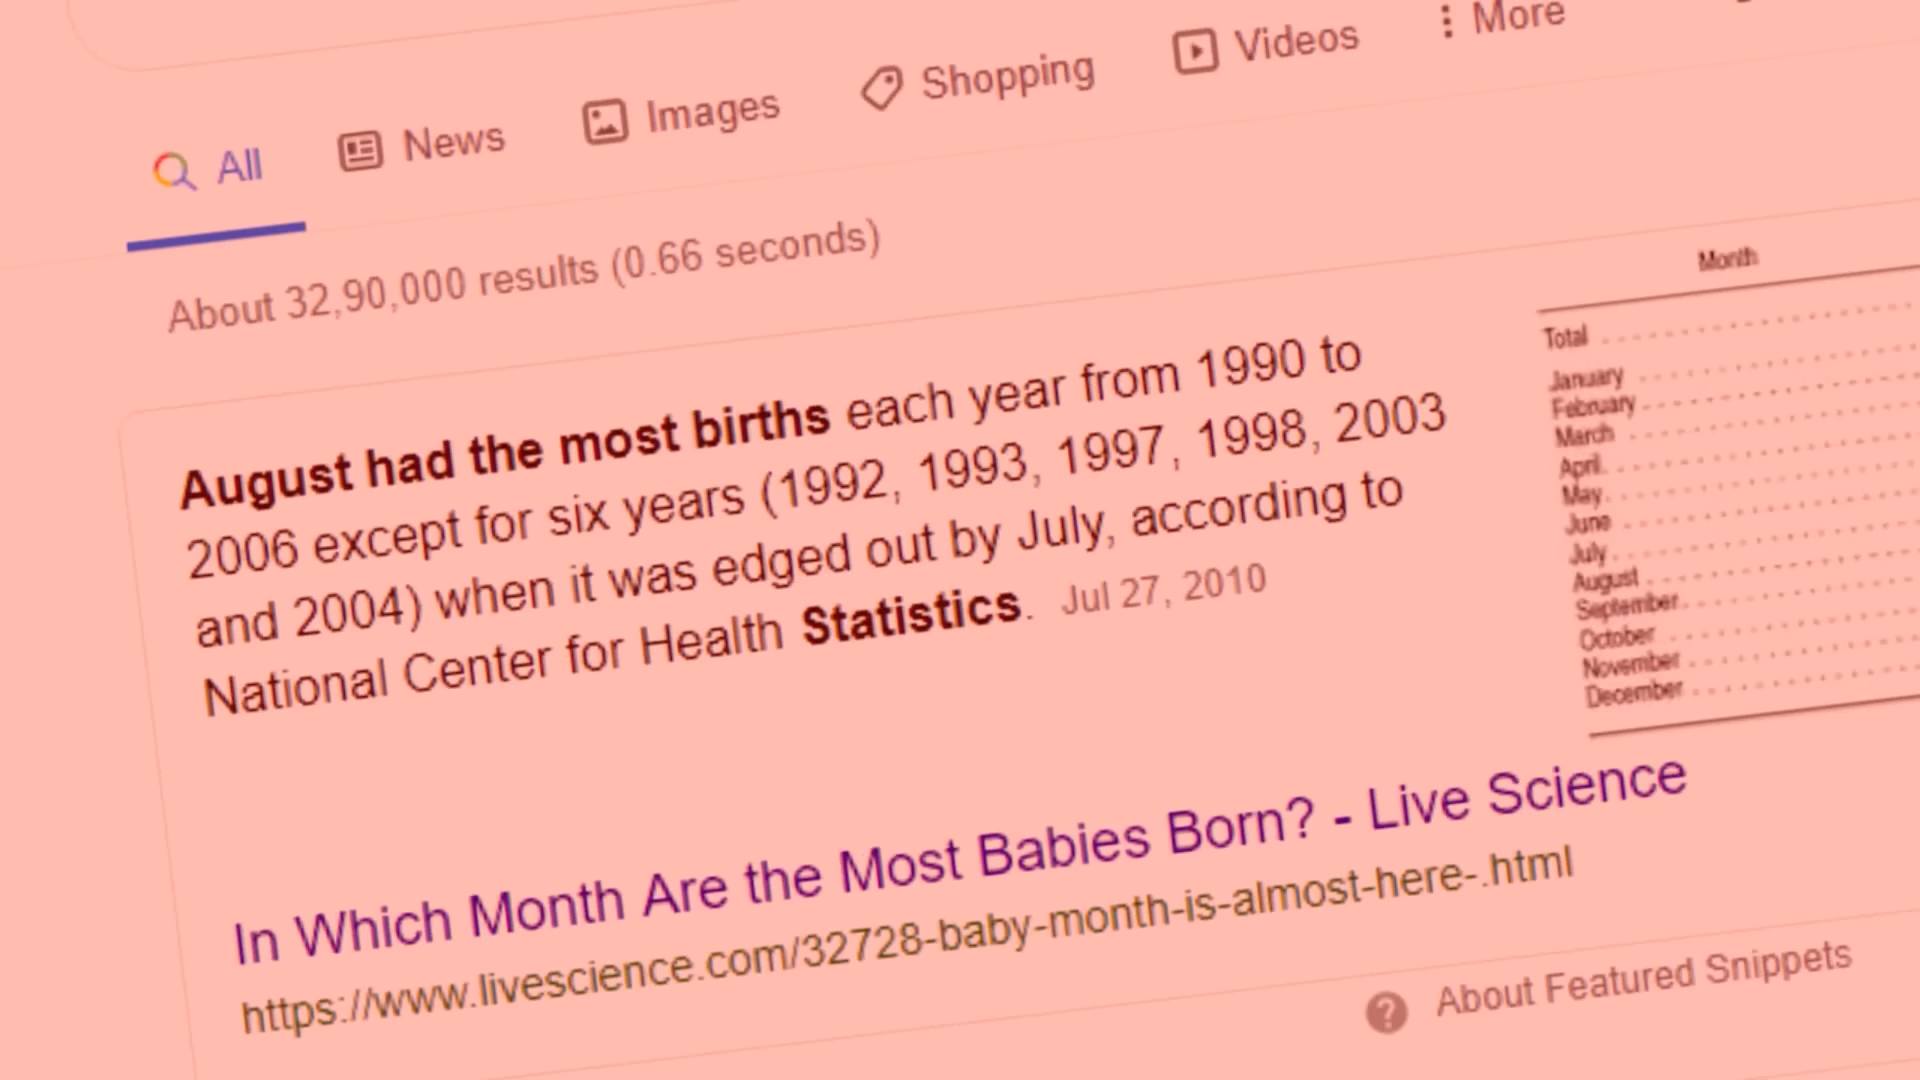 All News Images Shopping Videos More
About 32,90,000 results (0.66 seconds)
August had the most births each year from 1990 to
2006 except for six years (1992, 1993, 1997, 1998, 2003
and 2004) when it was edged out by July, according to
National Center for Health Statistics. Jul 27, 2010
Month
Total
January
February
March
April
May
June
July
August
September
October
November
December
In Which Month Are the Most Babies Born? - Live Science
https://www.livescience.com/32728-baby-month-is-almost-here-.html
About Featured Snippets